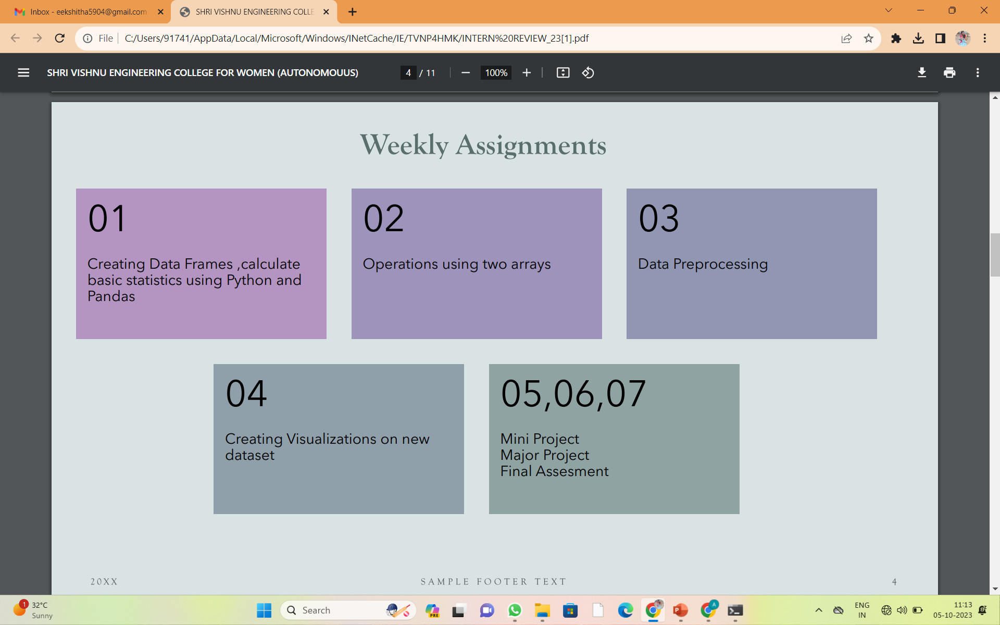 Inbox - eekshitha5904@gmail.com
SHRI VISHNU ENGINEERING COLLE
File
C:/Users/91741/AppData/Local/Microsoft/Windows/INetCache/IE/TVNP4HMK/INTERN%20REVIEW_23[1].pdf
SHRI VISHNU ENGINEERING COLLEGE FOR WOMEN (AUTONOMOUUS)
4 / 11
100%
Weekly Assignments
01
Creating Data Frames ,calculate
basic statistics using Python and
Pandas
02
Operations using two arrays
03
Data Preprocessing
04
Creating Visualizations on new
dataset
05,06,07
Mini Project
Major Project
Final Assesment
20XX
SAMPLE FOOTER TEXT
4
1
32°C
Sunny
Search
PRE
P
A
ENG
IN
11:13
05-10-2023